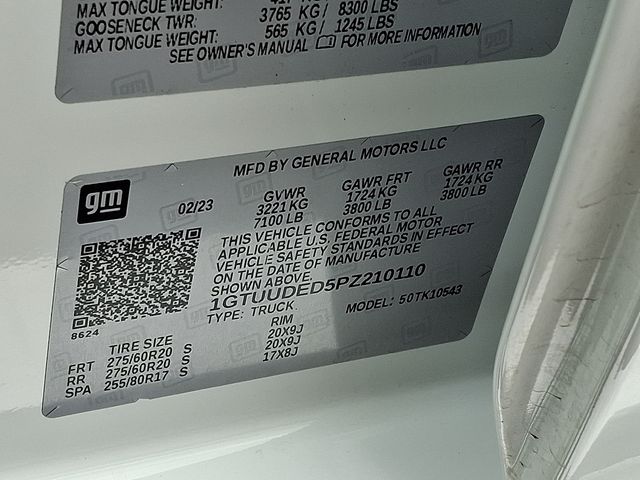 MAX TONGUE WEIGHT:
3765 KG / 8300 LBS
GOOSENECK TWR:
565 KG / 1245 LBS
MAX TONGUE WEIGHT:
SEE OWNER'S MANUAL FOR MORE INFORMATION
MFD BY GENERAL MOTORS LLC
gm
02/23
GVWR GAWR FRT GAWR RR
3221 KG 1724 KG 1724 KG
7100 LB 3800 LB 3800 LB
THIS VEHICLE CONFORMS TO ALL
APPLICABLE U.S. FEDERAL MOTOR
VEHICLE SAFETY STANDARDS IN EFFECT
ON THE DATE OF MANUFACTURE
SHOWN ABOVE.
1GTUUDED5PZ210110
TYPE: TRUCK MODEL: 50TK10543
8624
TIRE SIZE RIM
FRT 275/60R20 S 20X9J
RR 275/60R20 S 20X9J
SPA 255/80R17 S 17X8J